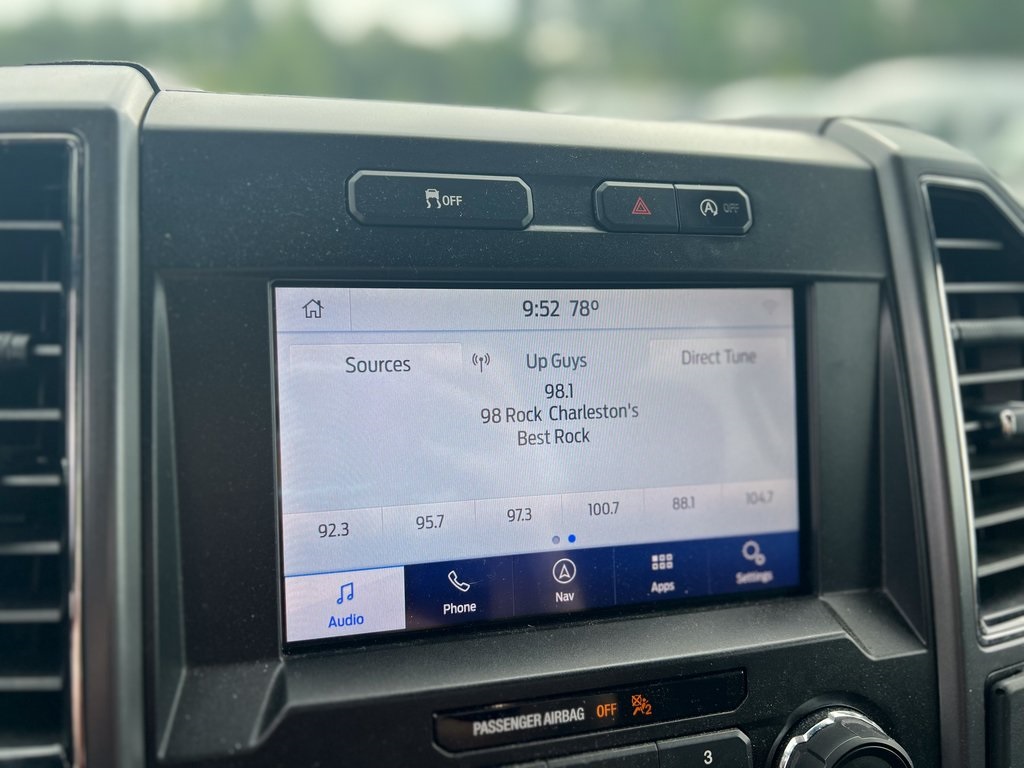 OFF
OFF
9:52 78°
Sources
Up Guys
Direct Tune
98.1
98 Rock Charleston's
Best Rock
92.3 95.7 97.3 100.7 88.1 104.7
Audio Phone Nav Apps Settings
PASSENGER AIRBAG OFF 2
3